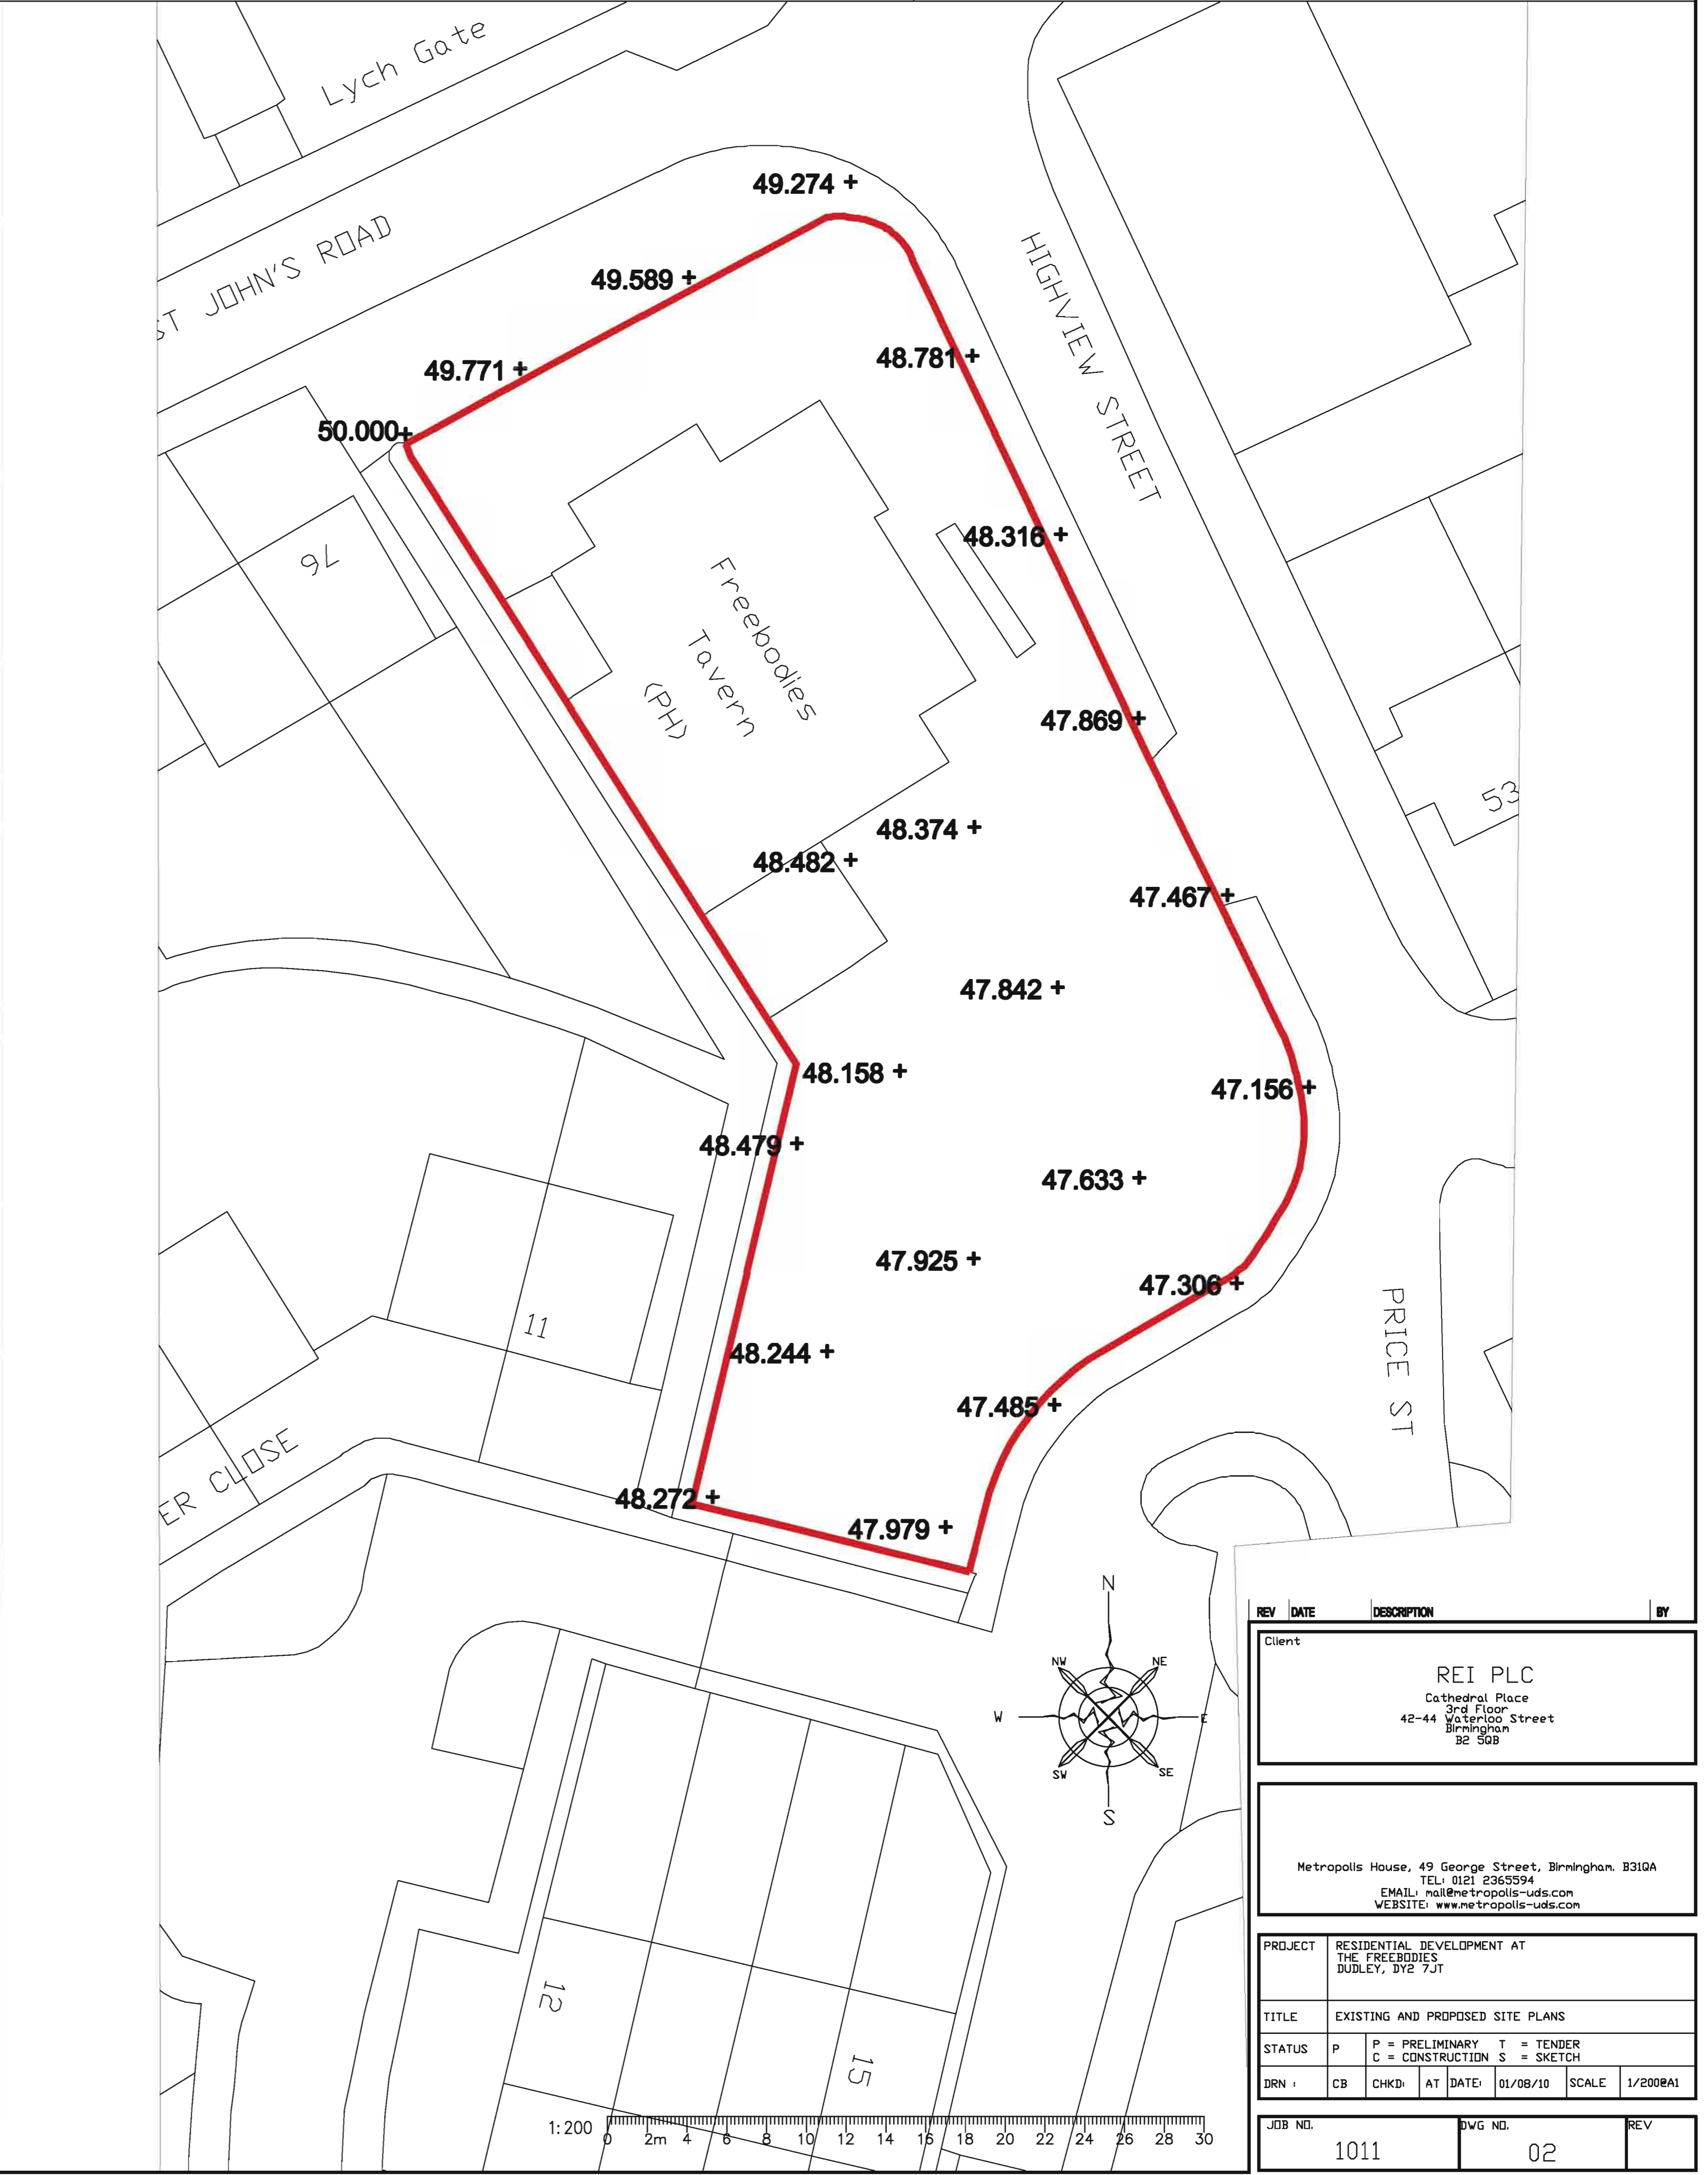 Lych Gate
49.274 +
ST JOHN'S ROAD
HIGHVIEW STREET
49.589 +
49.771 +
48.781 +
50.000+
76
48.316 +
Freebodies
Tavern
(PH)
47.869 +
53
48.374 +
48.482 +
47.467 +
47.842 +
48.158 +
47.156 +
48.479 +
47.633 +
47.925 +
47.306 +
11
48.244 +
PRICE ST
47.485 +
ER CLOSE
48.272 +
47.979 +
N
NW NE
W E
SW SE
S
12
15
1:200
0 2m 4 6 8 10 12 14 16 18 20 22 24 26 28 30
REV DATE DESCRIPTION BY
Client
REI PLC
Cathedral Place
3rd Floor
42-44 Waterloo Street
Birmingham
B2 5QB
Metropolis House, 49 George Street, Birmingham. B31QA
TEL: 0121 2365594
EMAIL: mail@metropolis-uds.com
WEBSITE: www.metropolis-uds.com
PROJECT RESIDENTIAL DEVELOPMENT AT
THE FREEBODIES
DUDLEY, DY2 7JT
TITLE EXISTING AND PROPOSED SITE PLANS
STATUS P P = PRELIMINARY T = TENDER
C = CONSTRUCTION S = SKETCH
DRN : CB CHKD: AT DATE: 01/08/10 SCALE 1/200@A1
JOB NO. DWG NO. REV
1011 02